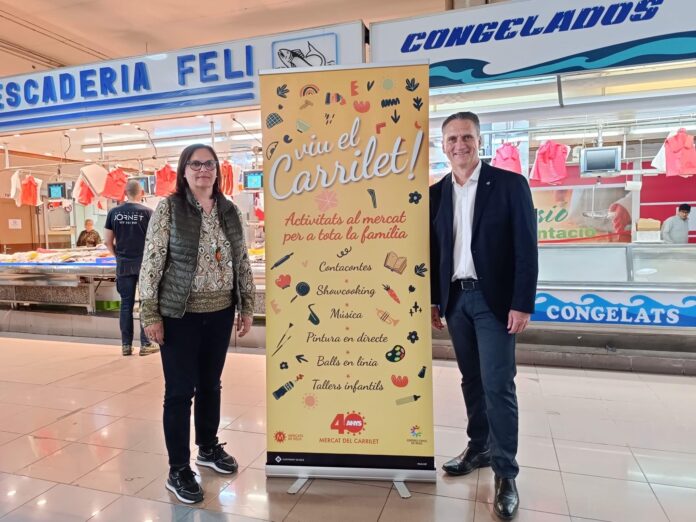 ESCADERIA FELI
CONGELADOS
viu el
Carrilet!
Activitats al mercat
per a tota la família
Contacontes
Showcooking
Música
Pintura en directe
Balls en línia
Tallers infantils
40 ANYS
MERCAT DEL CARRILET
JORNET
CONGELATS